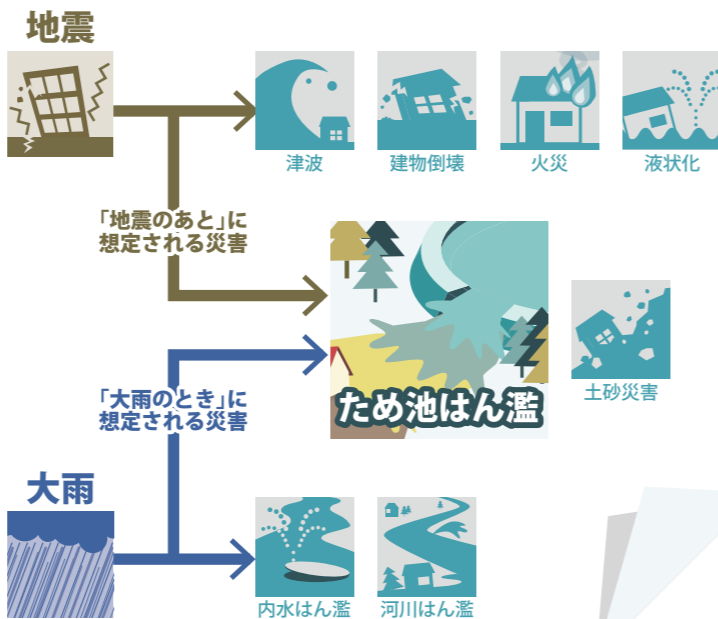 地震
津波
建物倒壊
火災
液状化
「地震のあと」に
想定される災害
ため池はん濫
土砂災害
「大雨のとき」に
想定される災害
大雨
内水はん濫
河川はん濫